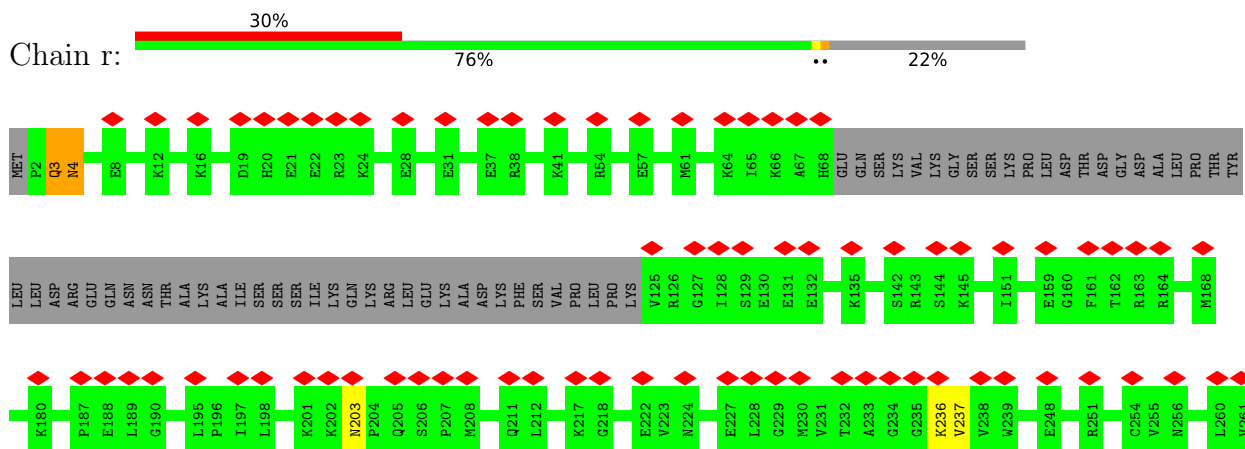 30%
Chain r:
76% •• 22%
MET P2 Q3 N4 E8 K12 K16 D19 H20 E21 E22 R23 K24 E28 E31 E37 R38 K41 R54 E57 M61 K64 I65 K66 A67 H68 GLU GLN SER LYS VAL LYS GLY SER SER LYS PRO LEU ASP THR ASP GLY ASP ALA LEU PRO THR TYR
LEU LEU ASP ARG GLU GLN ASN ASN THR ALA LYS ALA ILE SER SER SER ILE LYS GLN LYS ARG LEU GLU LYS ALA ASP LYS PHE SER VAL PRO LEU PRO LYS V125 R126 G127 I128 S129 E130 E131 E132 K135 S142 R143 S144 K145 I151 E159 G160 F161 T162 R163 R164 M168
K180 P187 E188 L189 G190 L195 P196 I197 L198 K201 K202 N203 P204 Q205 S206 P207 M208 Q211 L212 K217 G218 E222 V223 N224 E227 L228 G229 M230 V231 T232 A233 G234 G235 K236 V237 V238 W239 E248 R251 C254 V255 N256 L260 V261